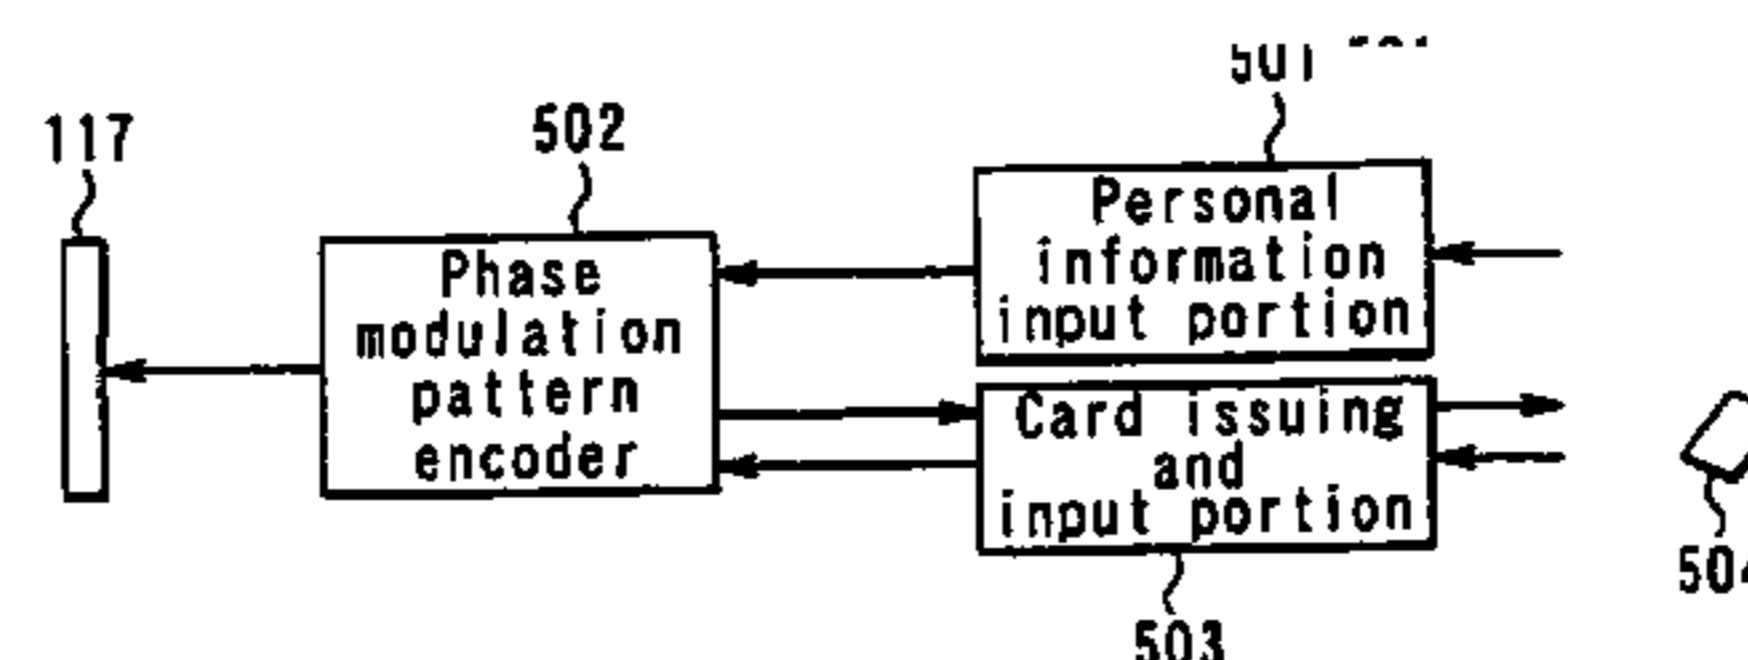 501
117
502
Personal
information
input portion
Phase
modulation
pattern
encoder
Card issuing
and
input portion
503